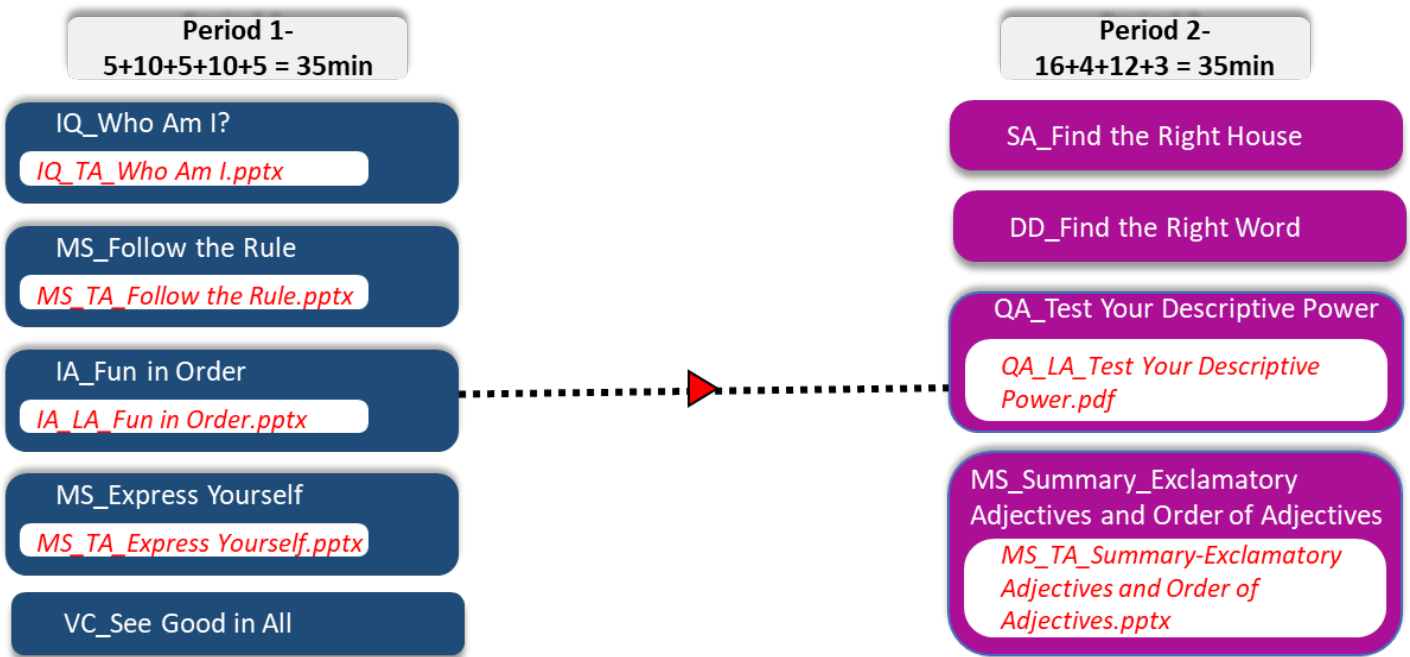 Period 1-
5+10+5+10+5 = 35min
IQ_Who Am I?
IQ_TA_Who Am I.pptx
MS_Follow the Rule
MS_TA_Follow the Rule.pptx
IA_Fun in Order
IA_LA_Fun in Order.pptx
MS_Express Yourself
MS_TA_Express Yourself.pptx
VC_See Good in All
Period 2-
16+4+12+3 = 35min
SA_Find the Right House
DD_Find the Right Word
QA_Test Your Descriptive Power
QA_LA_Test Your Descriptive
Power.pdf
MS_Summary_Exclamatory
Adjectives and Order of Adjectives
MS_TA_Summary-Exclamatory
Adjectives and Order of
Adjectives.pptx